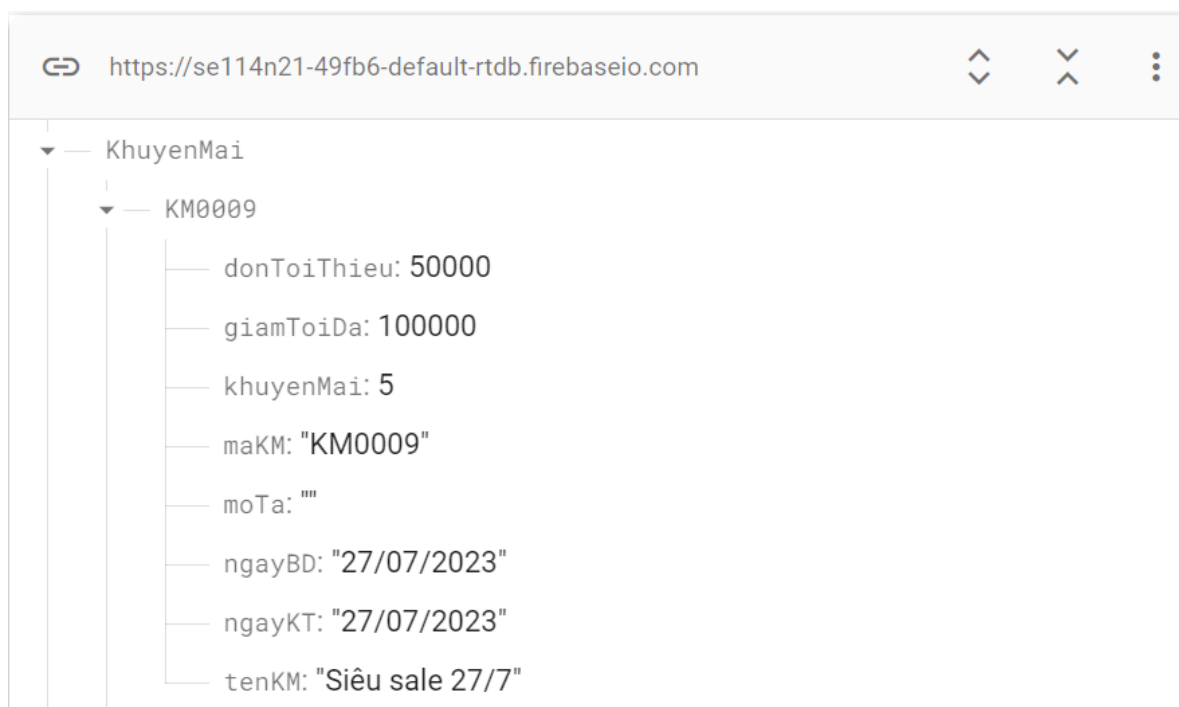 https://se114n21-49fb6-default-rtdb.firebaseio.com
KhuyenMai
KM0009
donToiThieu: 50000
giamToiDa: 100000
khuyenMai: 5
maKM: "KM0009"
moTa: ""
ngayBD: "27/07/2023"
ngayKT: "27/07/2023"
tenKM: "Siêu sale 27/7"